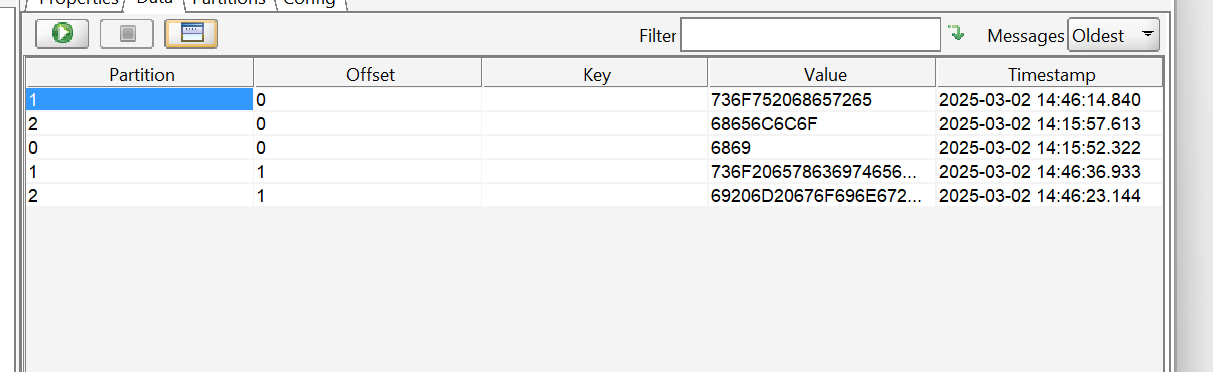 Properties Data Partitions Config
Filter Messages Oldest
Partition Offset Key Value Timestamp
1 0 736F752068657265 2025-03-02 14:46:14.840
2 0 68656C6C6F 2025-03-02 14:15:57.613
0 0 6869 2025-03-02 14:15:52.322
1 1 736F206578636974656... 2025-03-02 14:46:36.933
2 1 69206D20676F696E672... 2025-03-02 14:46:23.144